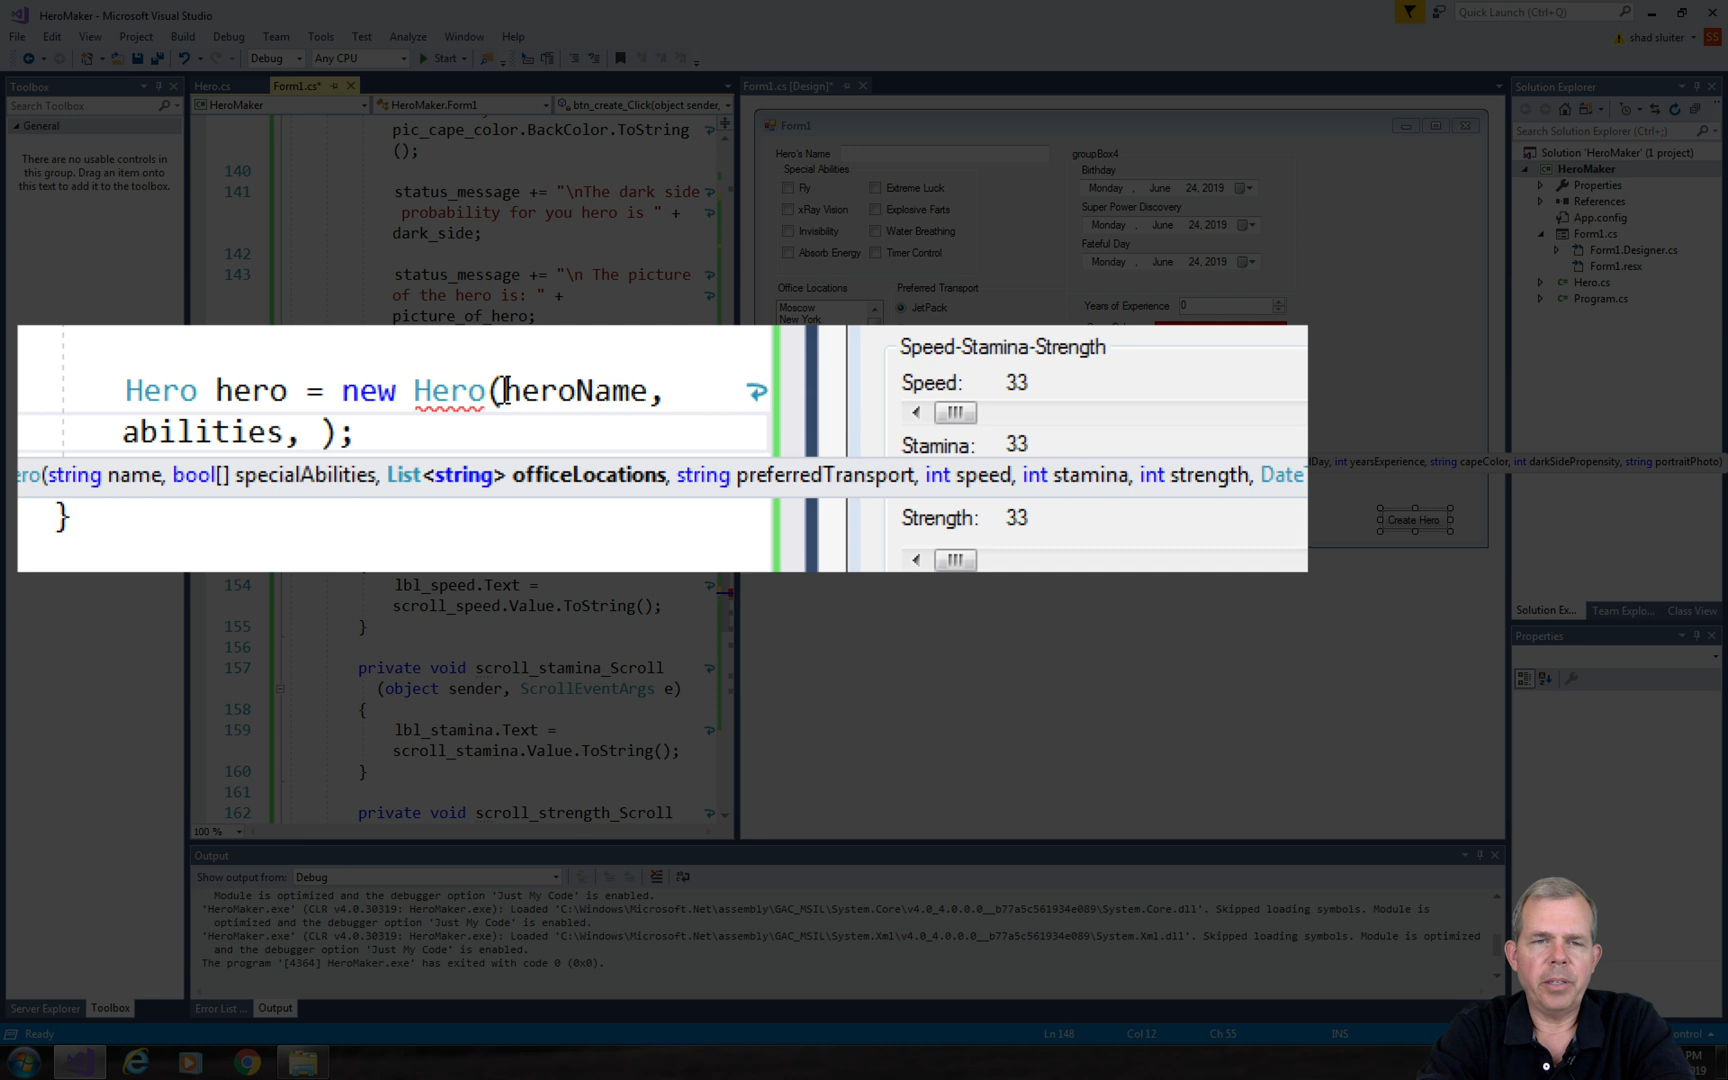 HeroMaker - Microsoft Visual Studio
Quick Launch (Ctrl+Q)
File Edit View Project Build Debug Team Tools Test Analyze Window Help
shad sluiter
SS
Debug
Any CPU
Start
Toolbox
Search Toolbox
General
There are no usable controls in
this group. Drag an item onto
this text to add it to the toolbox.
Hero.cs
Form1.cs*
HeroMaker
HeroMaker.Form1
btn_create_Click(object sender,
pic_cape_color.BackColor.ToString
();
140
141 status_message += "\nThe dark side
probability for you hero is " +
dark_side;
142
143 status_message += "\n The picture
of the hero is: " +
picture_of_hero;
Hero hero = new Hero(heroName,
abilities, );
ero(string name, bool[] specialAbilities, List<string> officeLocations, string preferredTransport, int speed, int stamina, int strength, Date
Day, int yearsExperience, string capeColor, int darkSidePropensity, string portraitPhoto)
}
154 lbl_speed.Text =
scroll_speed.Value.ToString();
155 }
156
157 private void scroll_stamina_Scroll
(object sender, ScrollEventArgs e)
158 {
159 lbl_stamina.Text =
scroll_stamina.Value.ToString();
160 }
161
162 private void scroll_strength_Scroll
100 %
Form1.cs [Design]*
Form1
Hero's Name
Special Abilities
Fly
Extreme Luck
xRay Vision
Explosive Farts
Invisibility
Water Breathing
Absorb Energy
Timer Control
Office Locations
Moscow
New York
Preferred Transport
JetPack
groupBox4
Birthday
Monday , June 24, 2019
Super Power Discovery
Monday , June 24, 2019
Fateful Day
Monday , June 24, 2019
Years of Experience
0
Speed-Stamina-Strength
Speed: 33
Stamina: 33
Strength: 33
Create Hero
Solution Explorer
Search Solution Explorer (Ctrl+;)
Solution 'HeroMaker' (1 project)
HeroMaker
Properties
References
App.config
Form1.cs
Form1.Designer.cs
Form1.resx
Hero.cs
Program.cs
Solution Ex...
Team Explo...
Class View
Properties
Output
Show output from: Debug
Module is optimized and the debugger option 'Just My Code' is enabled.
'HeroMaker.exe' (CLR v4.0.30319: HeroMaker.exe): Loaded 'C:\Windows\Microsoft.Net\assembly\GAC_MSIL\System.Core\v4.0_4.0.0.0__b77a5c561934e089\System.Core.dll'. Skipped loading symbols. Module is
optimized and the debugger option 'Just My Code' is enabled.
'HeroMaker.exe' (CLR v4.0.30319: HeroMaker.exe): Loaded 'C:\Windows\Microsoft.Net\assembly\GAC_MSIL\System.Xml\v4.0_4.0.0.0__b77a5c561934e089\System.Xml.dll'. Skipped loading symbols. Module is optimized
and the debugger option 'Just My Code' is enabled.
The program '[4364] HeroMaker.exe' has exited with code 0 (0x0).
Server Explorer
Toolbox
Error List ...
Output
Ready
Ln 148
Col 12
Ch 55
INS
PM